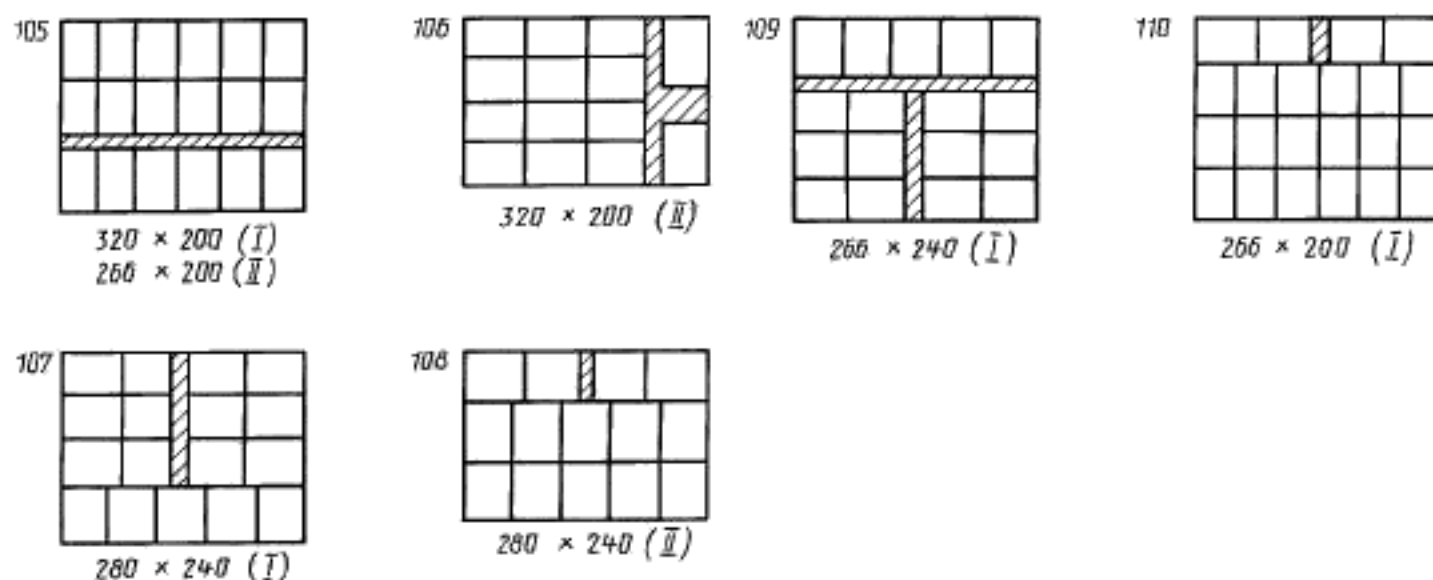 105
320 × 200 (I)
266 × 200 (II)
106
320 × 200 (II)
109
266 × 240 (I)
110
266 × 200 (I)
107
280 × 240 (I)
108
280 × 240 (II)